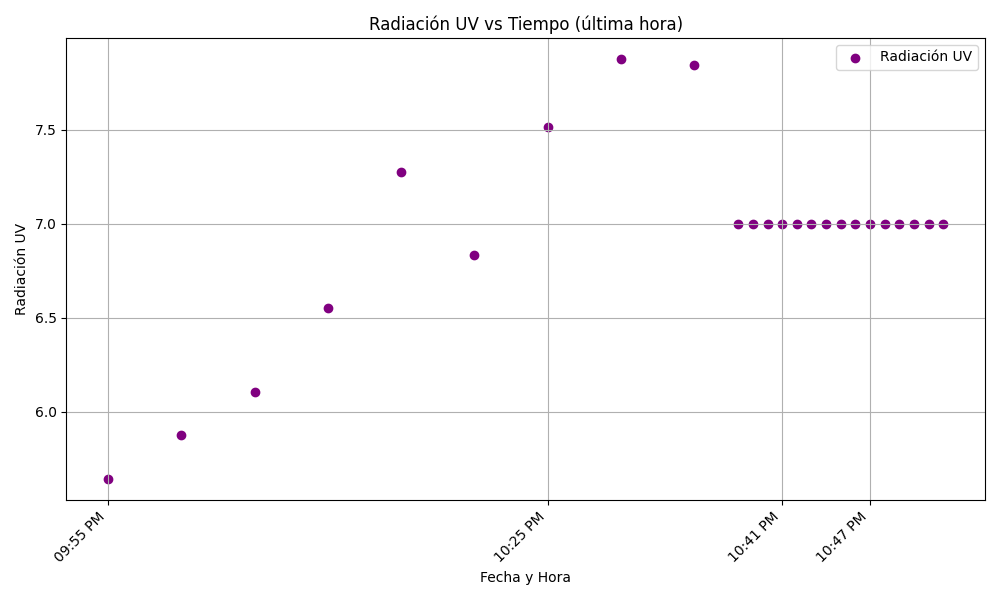 Radiación UV vs Tiempo (última hora)
Radiación UV
Radiación UV
7.5
7.0
6.5
6.0
09:55 PM
10:25 PM
10:41 PM
10:47 PM
Fecha y Hora